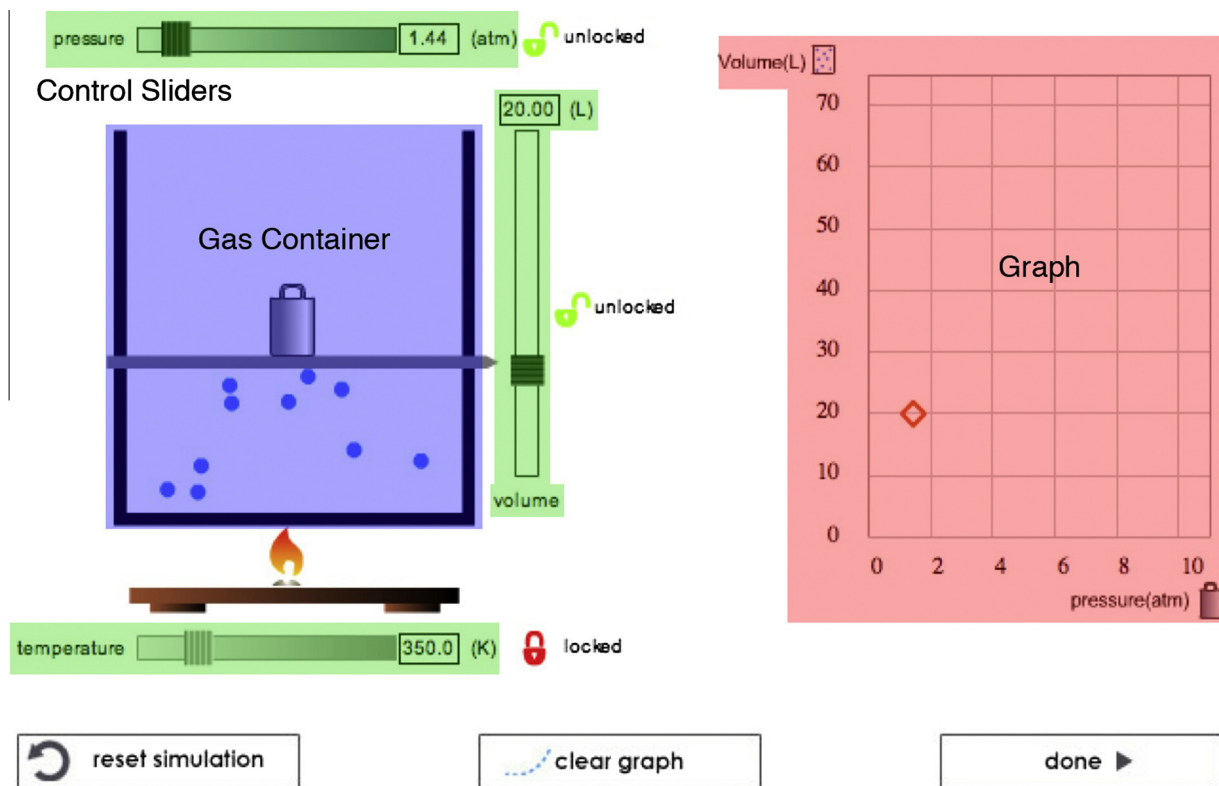 pressure 1.44 (atm) unlocked
Control Sliders
20.00 (L)
Gas Container
unlocked
volume
temperature 350.0 (K) locked
Volume(L)
70
60
50
40
30
20
10
0
Graph
0 2 4 6 8 10
pressure(atm)
reset simulation
clear graph
done